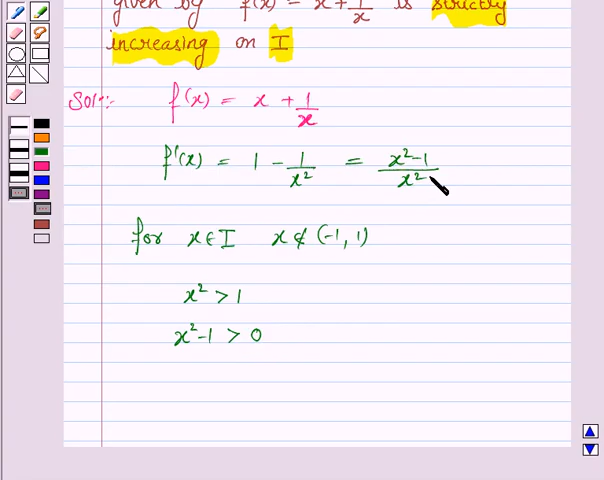 given by f(x) = x + 1/x is strictly
increasing on I
Sol:- f(x) = x + 1/x
f'(x) = 1 - 1/x² = x²-1/x²
for x ∈ I x ∉ (-1, 1)
x² > 1
x²-1 > 0